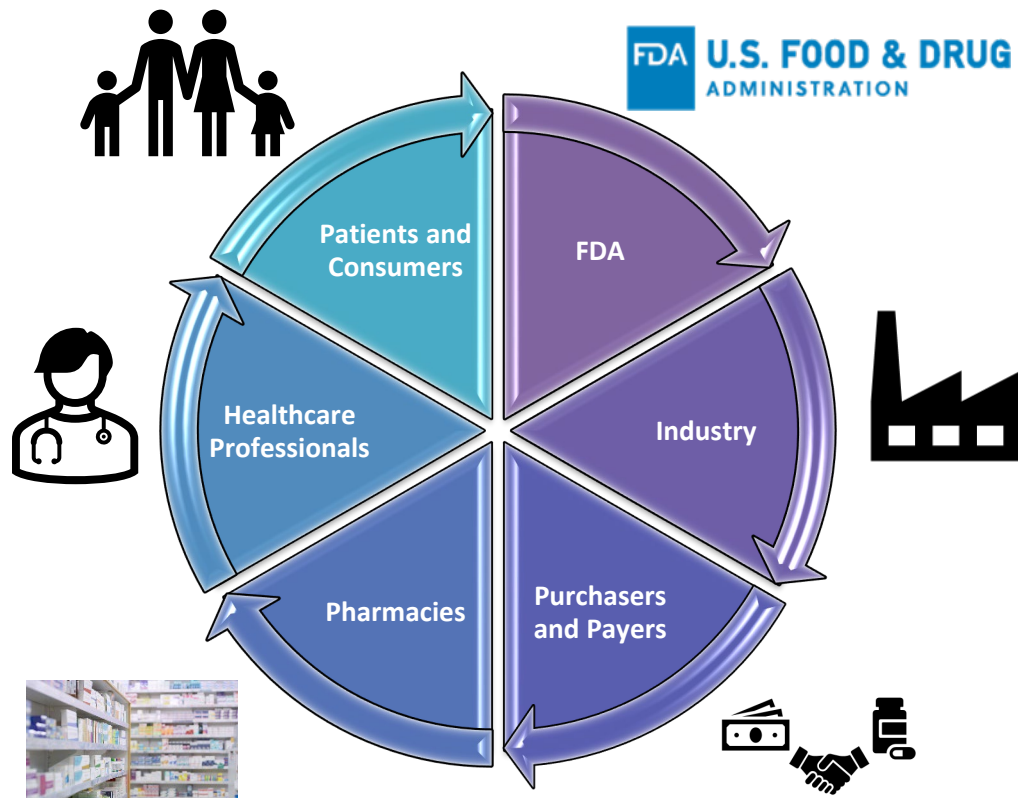 FDA U.S. FOOD & DRUG
ADMINISTRATION
Patients and
Consumers
FDA
Healthcare
Professionals
Industry
Pharmacies
Purchasers
and Payers